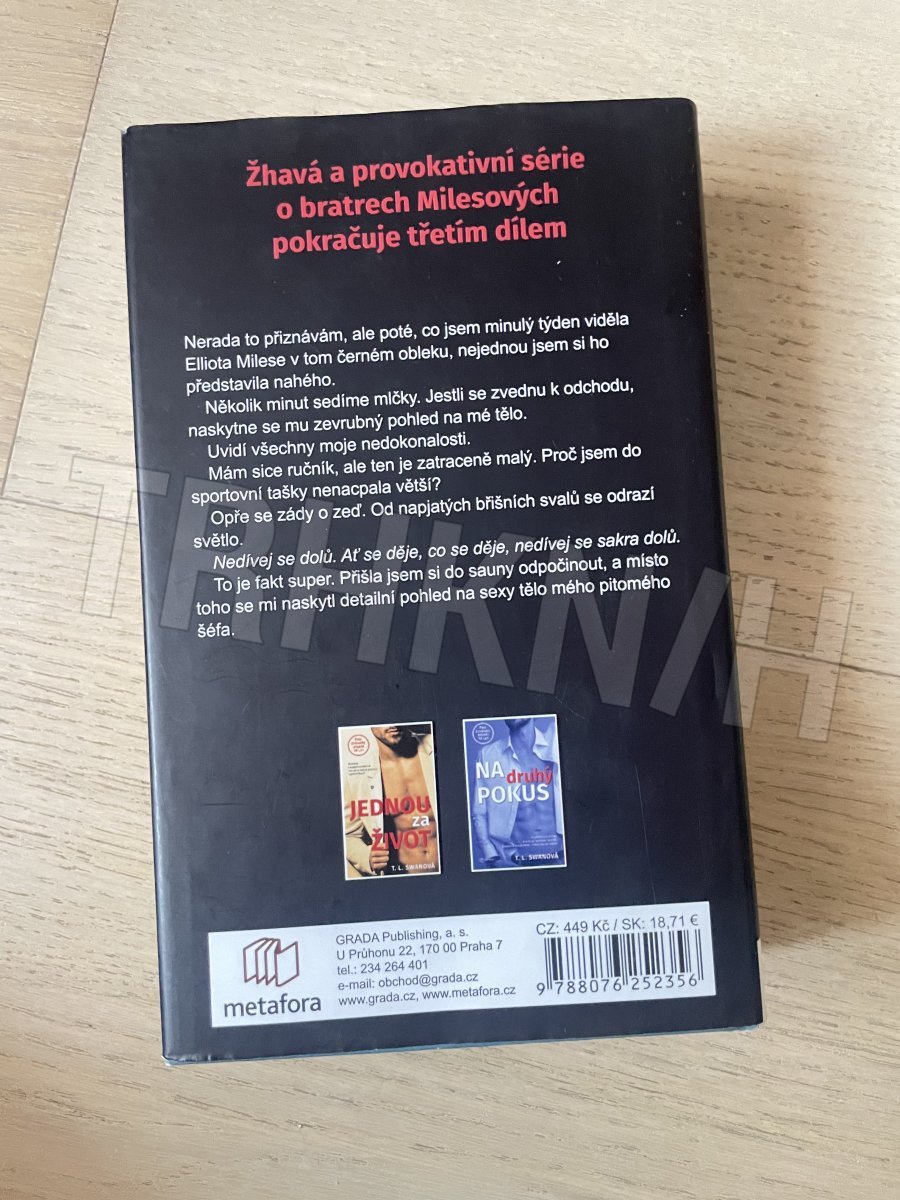 Žhavá a provokativní série
o bratrech Milesových
pokračuje třetím dílem
Nerada to přiznávám, ale poté, co jsem minulý týden viděla
Elliota Milese v tom černém obleku, nejednou jsem si ho
představila nahého.
Několik minut sedíme mlčky. Jestli se zvednu k odchodu,
naskytne se mu zevrubný pohled na mé tělo.
Uvidí všechny moje nedokonalosti.
Mám sice ručník, ale ten je zatraceně malý. Proč jsem do
sportovní tašky nenacpala větší?
Opře se zády o zeď. Od napjatých břišních svalů se odrazí
světlo.
Nedívej se dolů. Ať se děje, co se děje, nedívej se sakra dolů.
To je fakt super. Přišla jsem si do sauny odpočinout, a místo
toho se mi naskytl detailní pohled na sexy tělo mého pitomého
šéfa.
TRHKNIH
JEDNOU
za
ŽIVOT
T. L. SWANOVÁ
NA
druhý
POKUS
T. L. SWANOVÁ
metafora
GRADA Publishing, a. s.
U Průhonu 22, 170 00 Praha 7
tel.: 234 264 401
e-mail: obchod@grada.cz
www.grada.cz, www.metafora.cz
CZ: 449 Kč / SK: 18,71 €
9 788076 252356